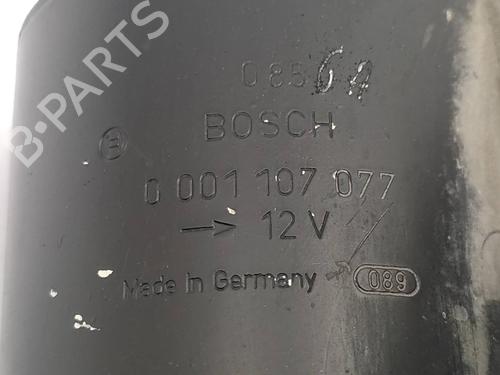 085
BOSCH
0 001 107 077
→ 12 V
Made in Germany 089
B-PARTS